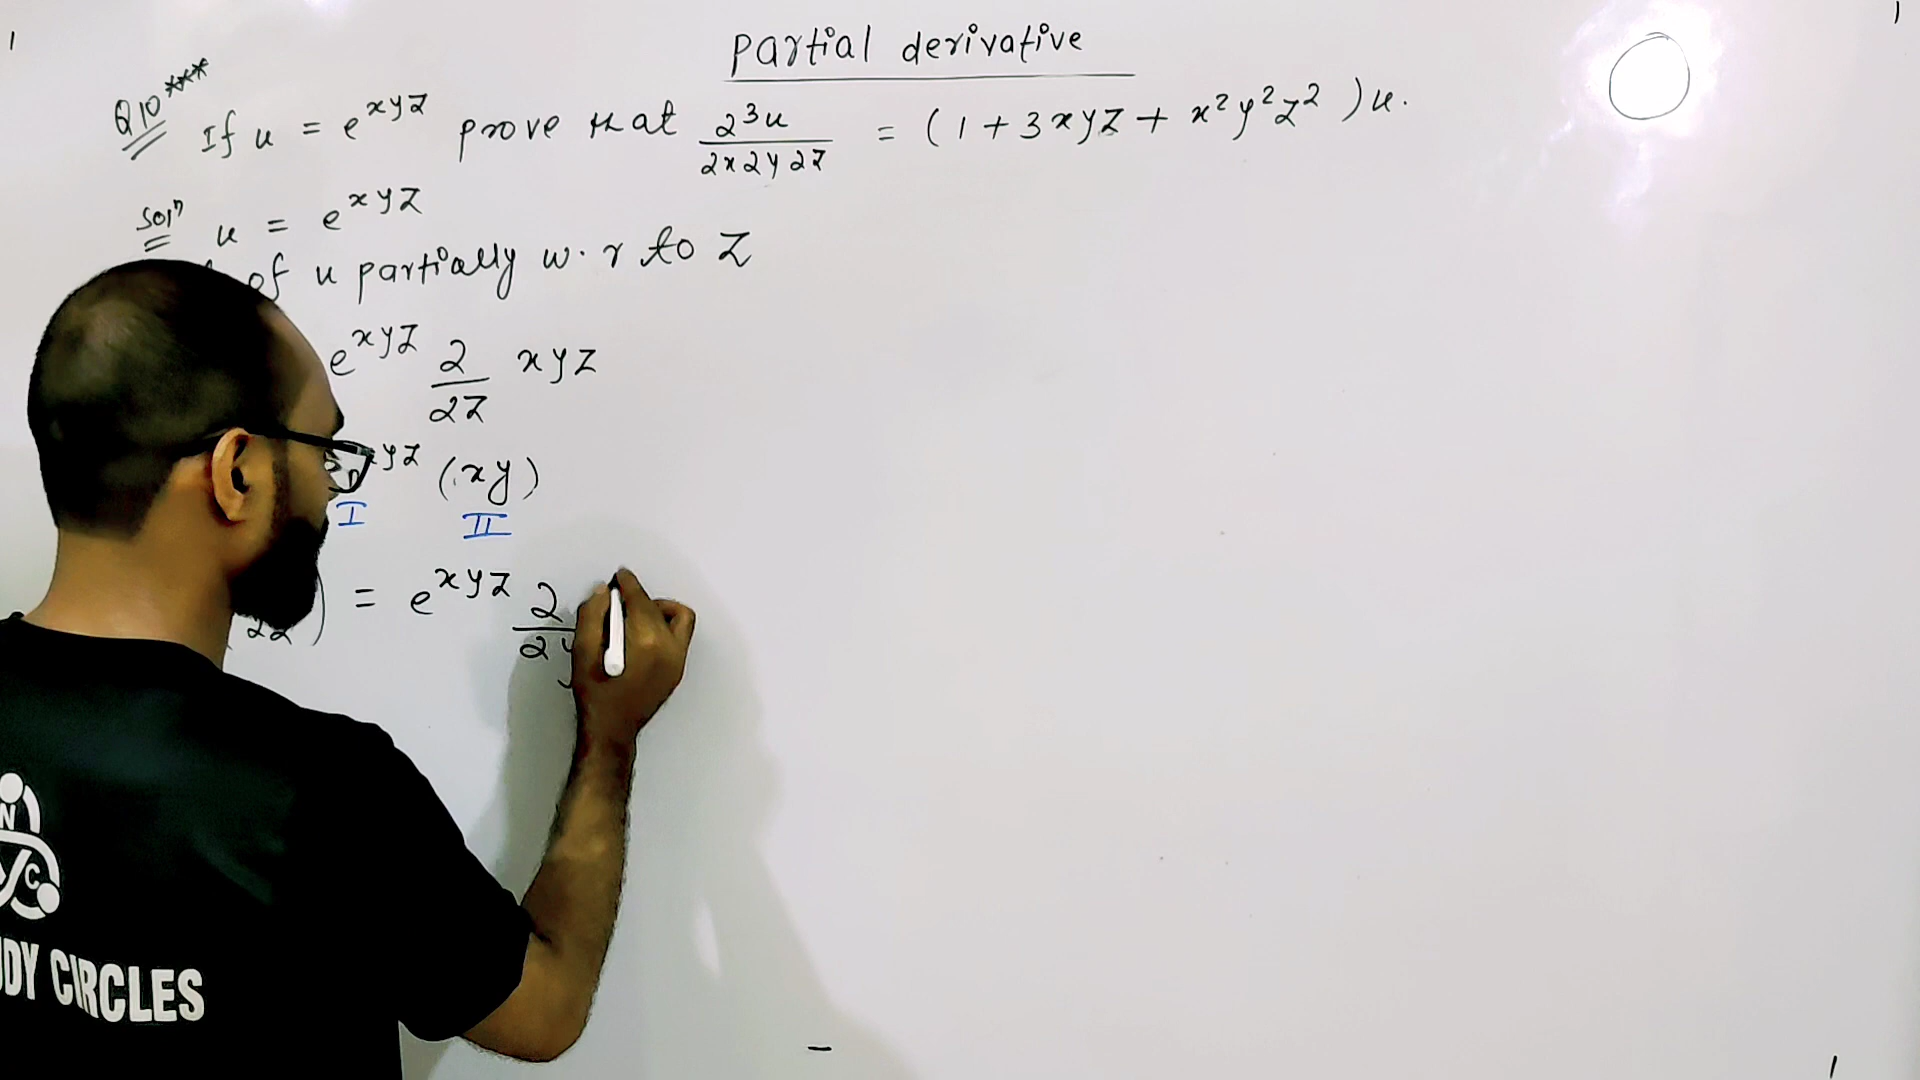 Partial derivative
Q10***
If u = e^xyz prove that ∂³u/∂x∂y∂z = (1 + 3xyz + x²y²z²)u.
Solⁿ u = e^xyz
of u partially w.r to z
e^xyz ∂/∂z xyz
yz (xy)
I II
) = e^xyz ∂/∂y
N
C
DY CIRCLES